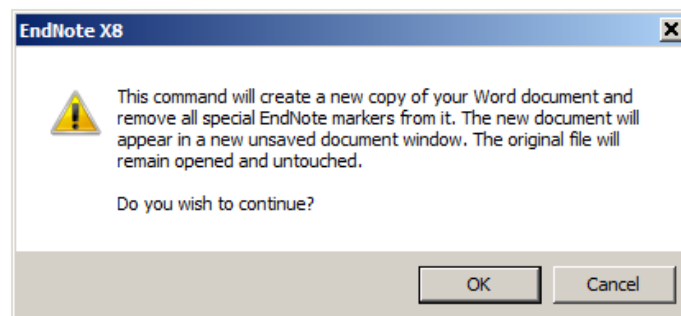 EndNote X8
This command will create a new copy of your Word document and
remove all special EndNote markers from it. The new document will
appear in a new unsaved document window. The original file will
remain opened and untouched.
Do you wish to continue?
OK Cancel